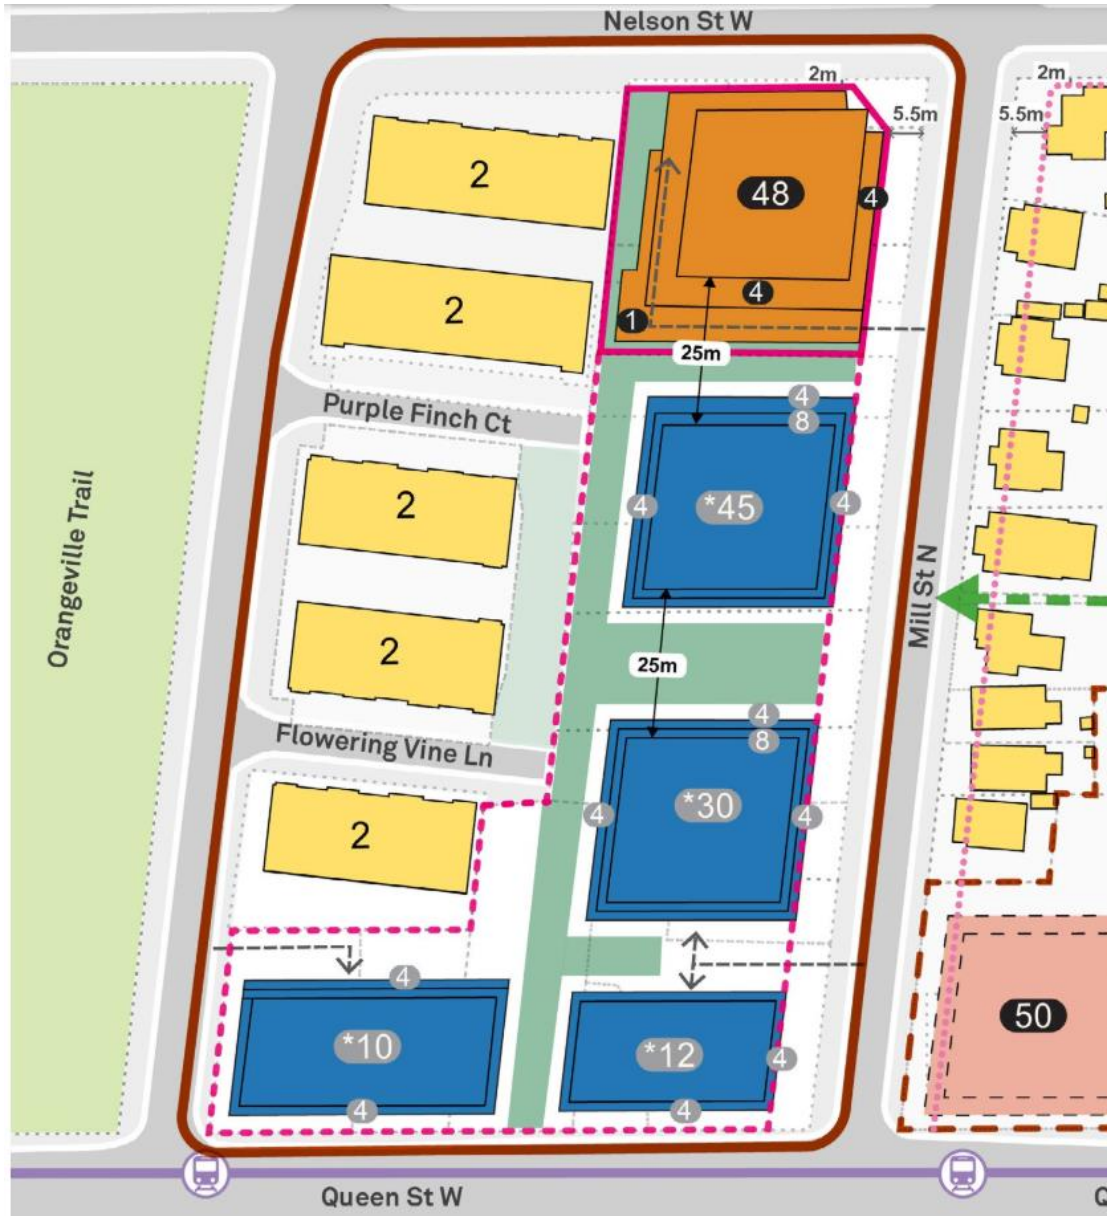 Nelson St W
2m
2m
5.5m
5.5m
2
48
4
2
4
1
25m
Purple Finch Ct
4
8
2
4
*45
4
Orangeville Trail
Mill St N
2
25m
4
8
Flowering Vine Ln
2
4
*30
4
4
*10
*12
4
50
4
4
Queen St W
Q